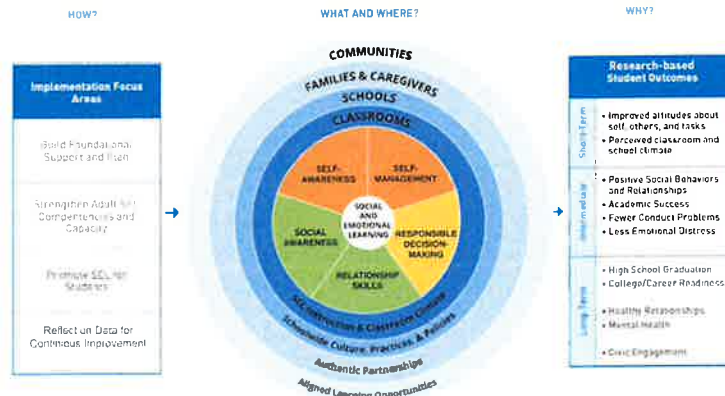 HOW?
WHAT AND WHERE?
WHY?
Implementation Focus
Areas
Build Foundational
Support and Plan
Strengthen Adult SEL
Competencies and
Capacity
Promote SEL for
Students
Reflect on Data for
Continuous Improvement
COMMUNITIES
FAMILIES & CAREGIVERS
SCHOOLS
CLASSROOMS
SELF-
AWARENESS
SELF-
MANAGEMENT
SOCIAL
AWARENESS
SOCIAL
AND
EMOTIONAL
LEARNING
RESPONSIBLE
DECISION-
MAKING
RELATIONSHIP
SKILLS
SEL Instruction & Classroom Climate
Schoolwide Culture, Practices, & Policies
Authentic Partnerships
Aligned Learning Opportunities
Research-based
Student Outcomes
Short-Term
• Improved attitudes about
self, others, and tasks
• Perceived classroom and
school climate
Intermediate
• Positive Social Behaviors
and Relationships
• Academic Success
• Fewer Conduct Problems
• Less Emotional Distress
Long-Term
• High School Graduation
• College/Career Readiness
• Healthy Relationships
• Mental Health
• Civic Engagement